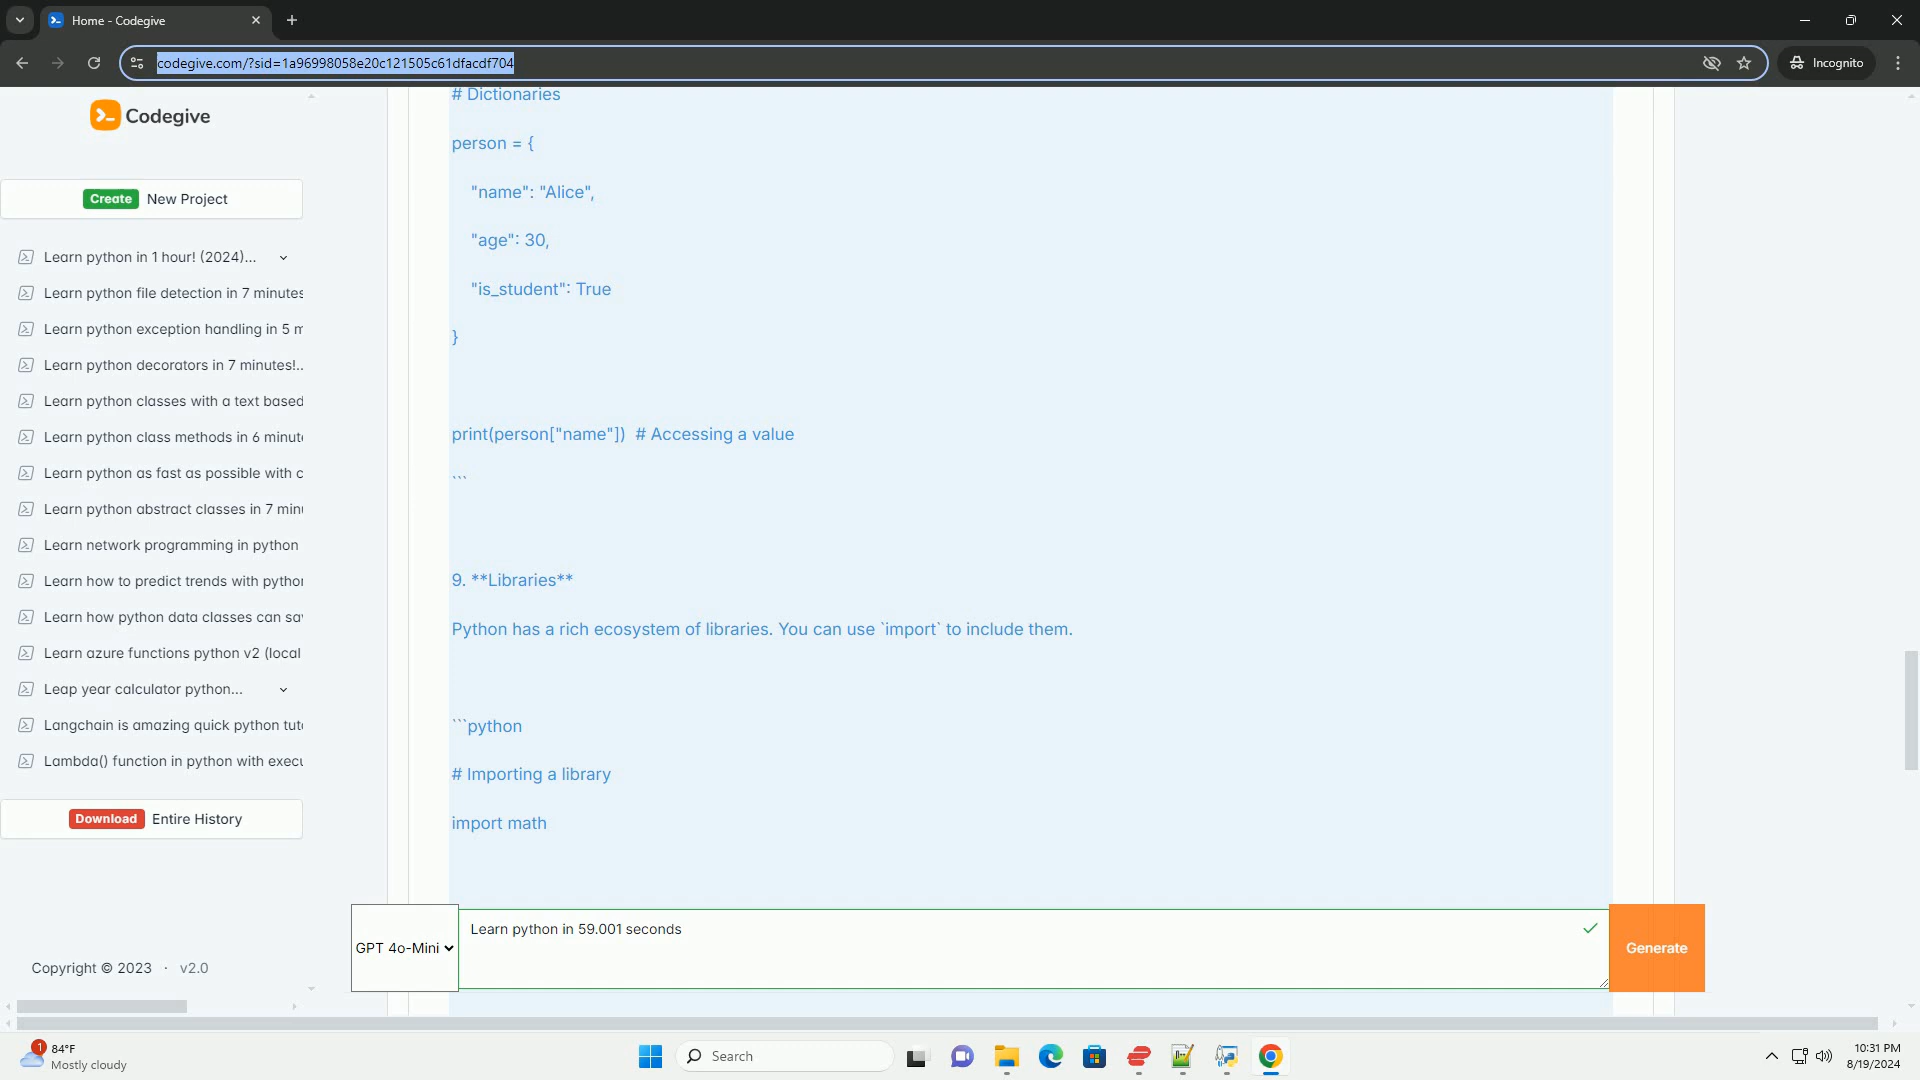 Home - Codegive
codegive.com/?sid=1a96998058e20c121505c61dfacdf704
Incognito
Codegive
Create New Project
Learn python in 1 hour! (2024)...
Learn python file detection in 7 minutes
Learn python exception handling in 5 m
Learn python decorators in 7 minutes!..
Learn python classes with a text based
Learn python class methods in 6 minut
Learn python as fast as possible with c
Learn python abstract classes in 7 min
Learn network programming in python
Learn how to predict trends with python
Learn how python data classes can sa
Learn azure functions python v2 (local
Leap year calculator python...
Langchain is amazing quick python tut
Lambda() function in python with exec
Download Entire History
Copyright © 2023 · v2.0
# Dictionaries
person = {
"name": "Alice",
"age": 30,
"is_student": True
}
print(person["name"])  # Accessing a value
```
9. **Libraries**
Python has a rich ecosystem of libraries. You can use `import` to include them.
```python
# Importing a library
import math
GPT 4o-Mini
Learn python in 59.001 seconds
Generate
1
84°F
Mostly cloudy
Search
10:31 PM
8/19/2024